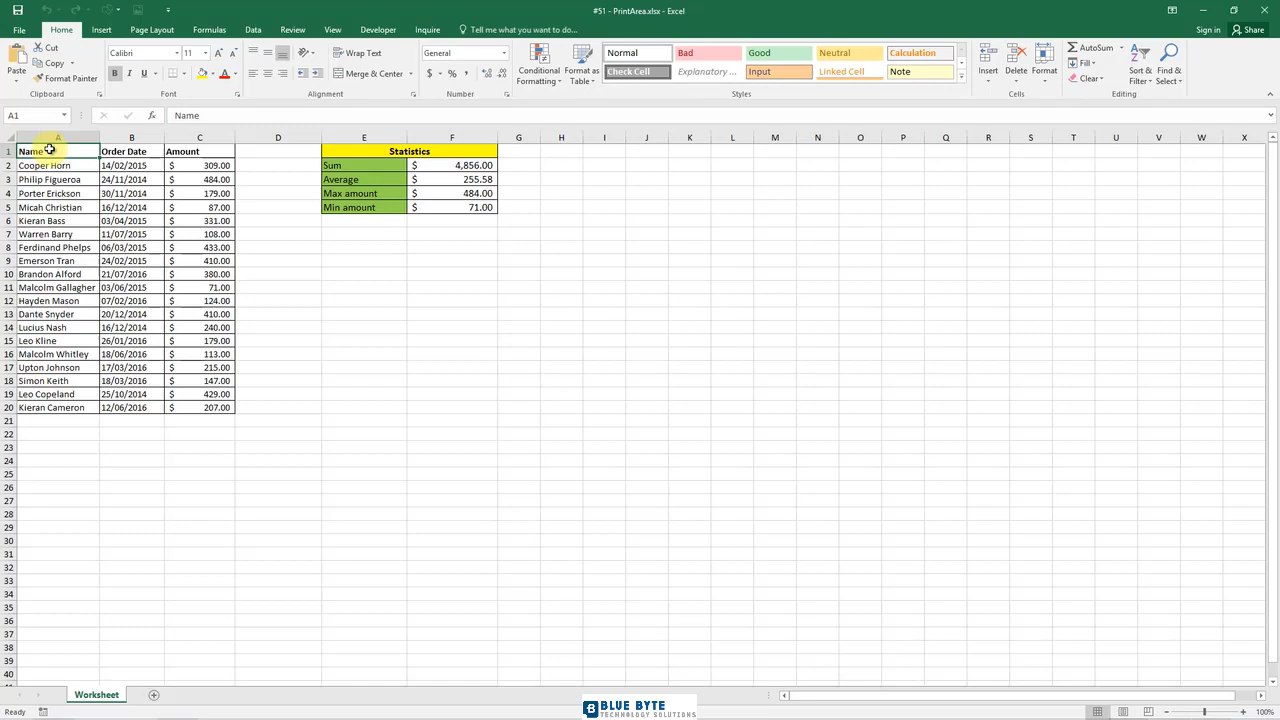 #51 - PrintArea.xlsx - Excel
File Home Insert Page Layout Formulas Data Review View Developer Inquire Tell me what you want to do... Sign in Share
Paste
Cut
Copy
Format Painter
Clipboard
Calibri 11
B I U
Font
Wrap Text
Merge & Center
Alignment
General
$ % ,
Number
Conditional Formatting
Format as Table
Normal Bad Good Neutral Calculation
Check Cell Explanatory ... Input Linked Cell Note
Styles
Insert Delete Format
Cells
AutoSum
Fill
Clear
Sort & Filter
Find & Select
Editing
A1 fx Name
A B C D E F G H I J K L M N O P Q R S T U V W X
1 Name Order Date Amount Statistics
2 Cooper Horn 14/02/2015 $ 309.00 Sum $ 4,856.00
3 Philip Figueroa 24/11/2014 $ 484.00 Average $ 255.58
4 Porter Erickson 30/11/2014 $ 179.00 Max amount $ 484.00
5 Micah Christian 16/12/2014 $ 87.00 Min amount $ 71.00
6 Kieran Bass 03/04/2015 $ 331.00
7 Warren Barry 11/07/2015 $ 108.00
8 Ferdinand Phelps 06/03/2015 $ 433.00
9 Emerson Tran 24/02/2015 $ 410.00
10 Brandon Alford 21/07/2016 $ 380.00
11 Malcolm Gallagher 03/06/2015 $ 71.00
12 Hayden Mason 07/02/2016 $ 124.00
13 Dante Snyder 20/12/2014 $ 410.00
14 Lucius Nash 16/12/2014 $ 240.00
15 Leo Kline 26/01/2016 $ 179.00
16 Malcolm Whitley 18/06/2016 $ 113.00
17 Upton Johnson 17/03/2016 $ 215.00
18 Simon Keith 18/03/2016 $ 147.00
19 Leo Copeland 25/10/2014 $ 429.00
20 Kieran Cameron 12/06/2016 $ 207.00
21
22
23
24
25
26
27
28
29
30
31
32
33
34
35
36
37
38
39
40
Worksheet
Ready 100%
BLUE BYTE
TECHNOLOGY SOLUTIONS